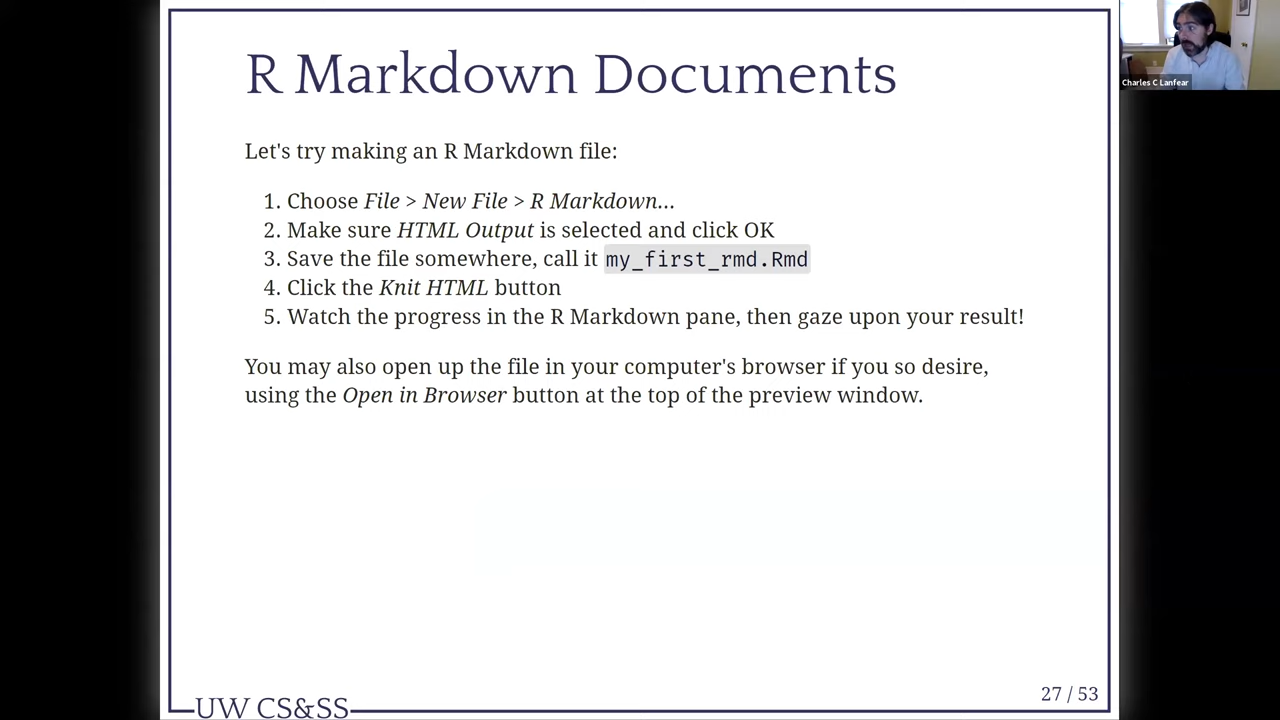 R Markdown Documents
Charles C Lanfear
Let's try making an R Markdown file:
1. Choose File > New File > R Markdown...
2. Make sure HTML Output is selected and click OK
3. Save the file somewhere, call it my_first_rmd.Rmd
4. Click the Knit HTML button
5. Watch the progress in the R Markdown pane, then gaze upon your result!
You may also open up the file in your computer's browser if you so desire,
using the Open in Browser button at the top of the preview window.
27 / 53
UW CS&SS